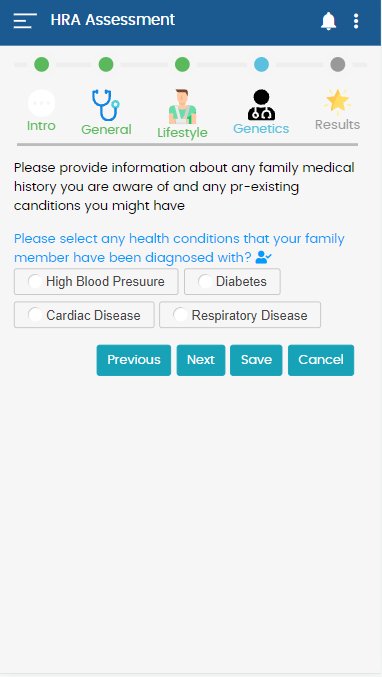 HRA Assessment
Intro
General
Lifestyle
Genetics
Results
Please provide information about any family medical
history you are aware of and any pr-existing
canditions you might have
Please select any health conditions that your family
member have been diagnosed with?
High Blood Presuure
Diabetes
Cardiac Disease
Respiratory Disease
Previous
Next
Save
Cancel